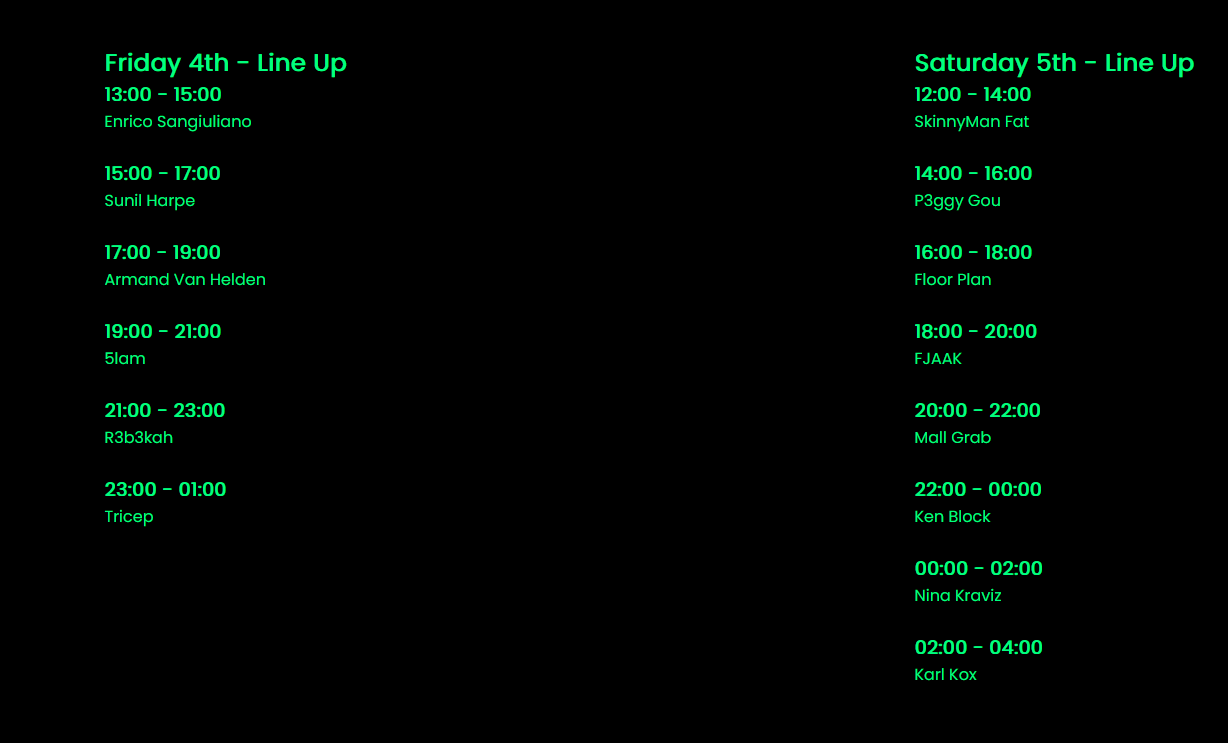 Friday 4th - Line Up
13:00 - 15:00
Enrico Sangiuliano
15:00 - 17:00
Sunil Harpe
17:00 - 19:00
Armand Van Helden
19:00 - 21:00
5lam
21:00 - 23:00
R3b3kah
23:00 - 01:00
Tricep
Saturday 5th - Line Up
12:00 - 14:00
SkinnyMan Fat
14:00 - 16:00
P3ggy Gou
16:00 - 18:00
Floor Plan
18:00 - 20:00
FJAAK
20:00 - 22:00
Mall Grab
22:00 - 00:00
Ken Block
00:00 - 02:00
Nina Kraviz
02:00 - 04:00
Karl Kox